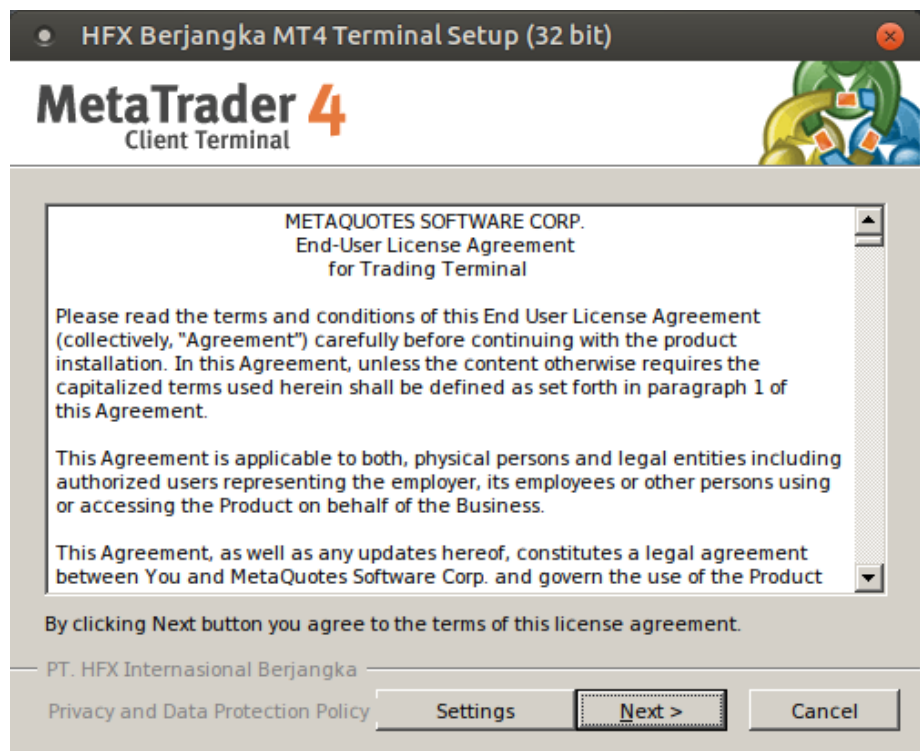 HFX Berjangka MT4 Terminal Setup (32 bit)
MetaTrader 4
Client Terminal
METAQUOTES SOFTWARE CORP.
End-User License Agreement
for Trading Terminal
Please read the terms and conditions of this End User License Agreement
(collectively, "Agreement") carefully before continuing with the product
installation. In this Agreement, unless the content otherwise requires the
capitalized terms used herein shall be defined as set forth in paragraph 1 of
this Agreement.
This Agreement is applicable to both, physical persons and legal entities including
authorized users representing the employer, its employees or other persons using
or accessing the Product on behalf of the Business.
This Agreement, as well as any updates hereof, constitutes a legal agreement
between You and MetaQuotes Software Corp. and govern the use of the Product
By clicking Next button you agree to the terms of this license agreement.
PT. HFX Internasional Berjangka
Privacy and Data Protection Policy Settings Next > Cancel